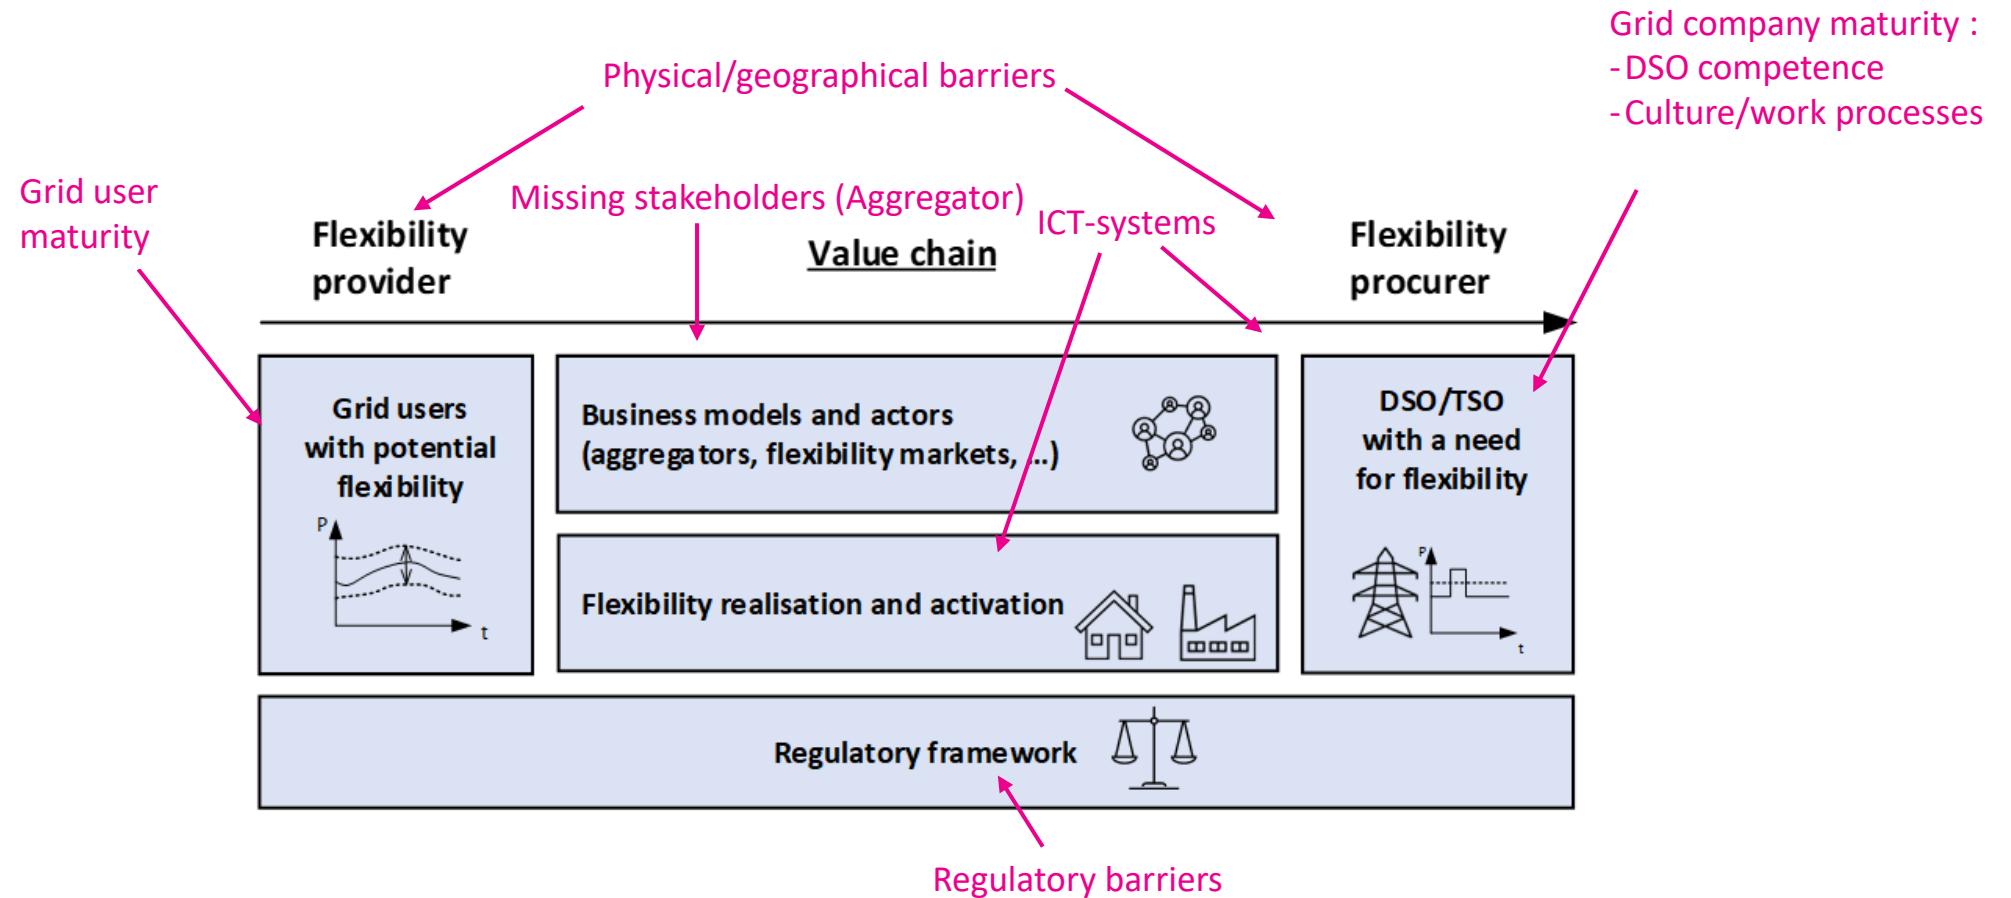 Grid company maturity :
-DSO competence
-Culture/work processes
Physical/geographical barriers
Grid user
maturity
Missing stakeholders (Aggregator)
ICT-systems
Flexibility
provider
Value chain
Flexibility
procurer
Grid users
with potential
flexibility
P
t
Business models and actors
(aggregators, flexibility markets, ...)
Flexibility realisation and activation
DSO/TSO
with a need
for flexibility
P
t
Regulatory framework
Regulatory barriers